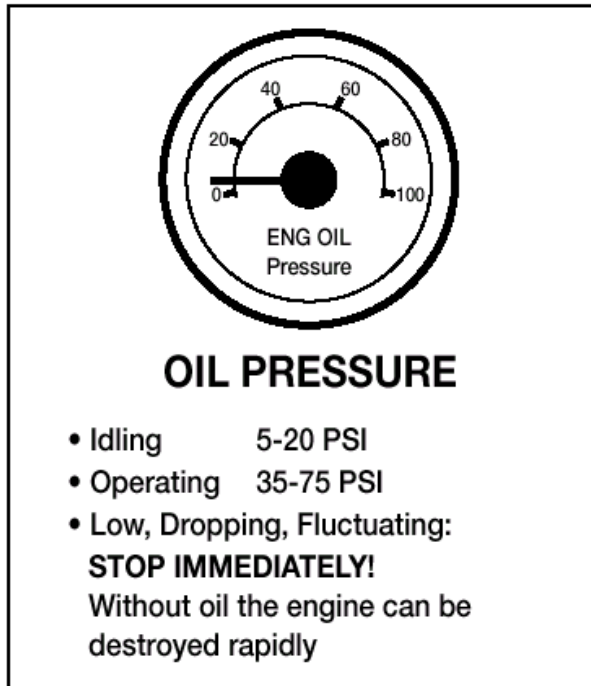 40 60
20 80
0 100
ENG OIL
Pressure
OIL PRESSURE
• Idling 5-20 PSI
• Operating 35-75 PSI
• Low, Dropping, Fluctuating:
STOP IMMEDIATELY!
Without oil the engine can be
destroyed rapidly